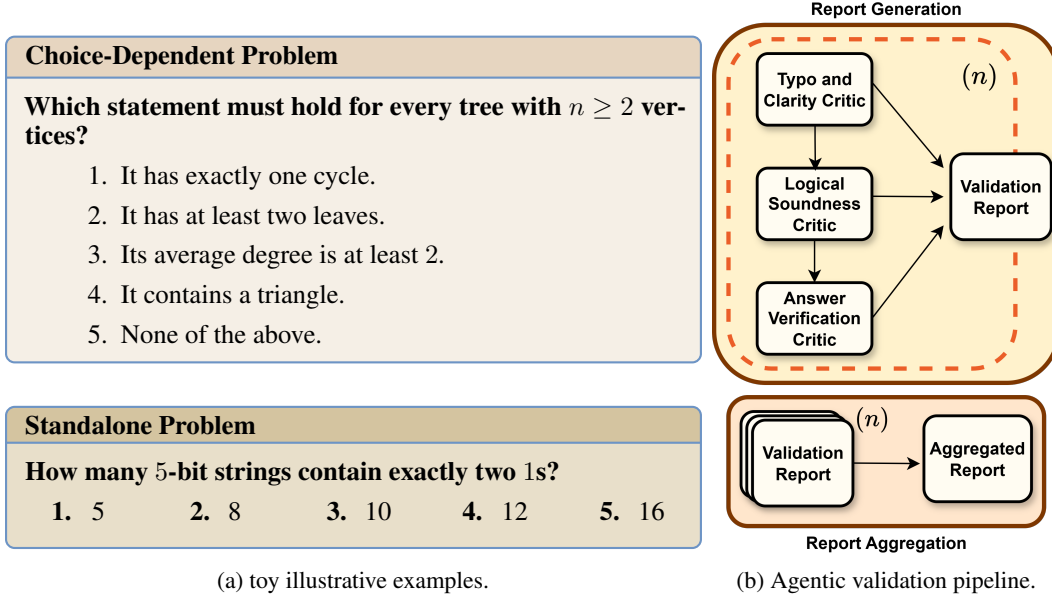 Choice-Dependent Problem
Which statement must hold for every tree with n ≥ 2 ver-
tices?
1. It has exactly one cycle.
2. It has at least two leaves.
3. Its average degree is at least 2.
4. It contains a triangle.
5. None of the above.
Standalone Problem
How many 5-bit strings contain exactly two 1s?
1. 5 2. 8 3. 10 4. 12 5. 16
(a) toy illustrative examples.
Report Generation
(n)
Typo and
Clarity Critic
Logical
Soundness
Critic
Answer
Verification
Critic
Validation
Report
(n)
Validation
Report
Aggregated
Report
Report Aggregation
(b) Agentic validation pipeline.